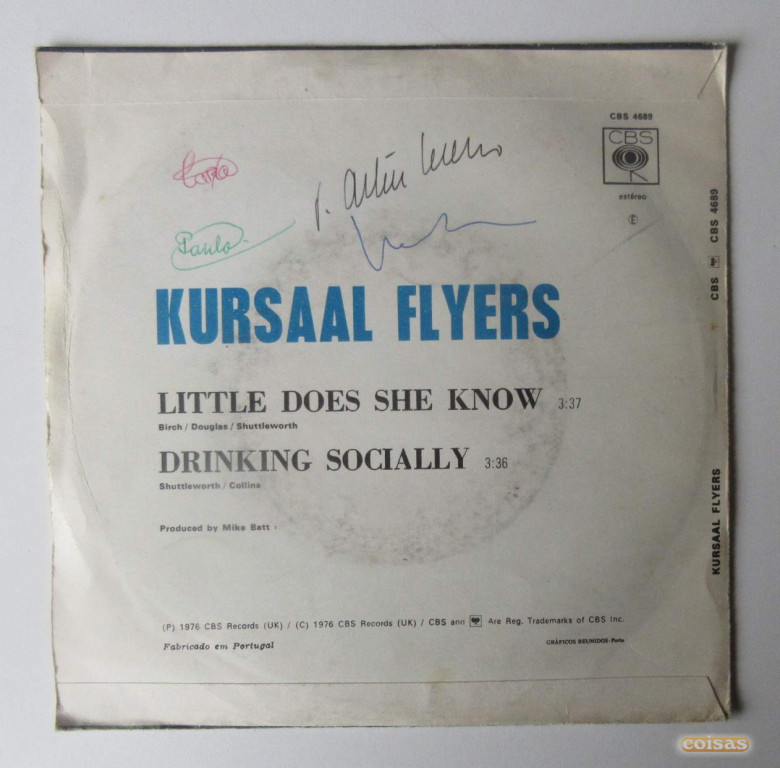 CBS 4689
CBS
estéreo
Paulo
KURSAAL FLYERS
LITTLE DOES SHE KNOW 3:37
Birch / Douglas / Shuttleworth
DRINKING SOCIALLY 3:36
Shuttleworth / Collins
Produced by Mike Batt
(P) 1976 CBS Records (UK) / (C) 1976 CBS Records (UK) / CBS ann Are Reg. Trademarks of CBS Inc.
Fabricado em Portugal
GRÁFICOS REUNIDOS-Porto
KURSAAL FLYERS
CBS CBS 4689
coisas